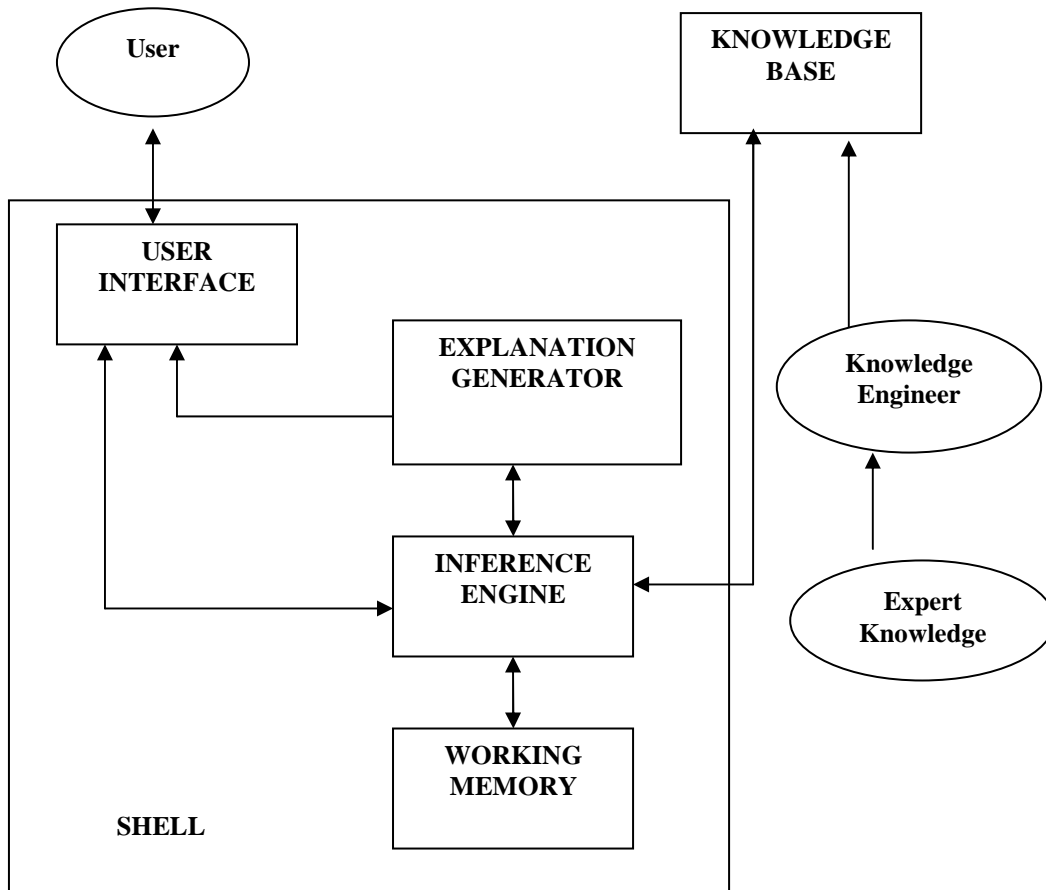 User
KNOWLEDGE
BASE
USER
INTERFACE
EXPLANATION
GENERATOR
Knowledge
Engineer
INFERENCE
ENGINE
Expert
Knowledge
WORKING
MEMORY
SHELL